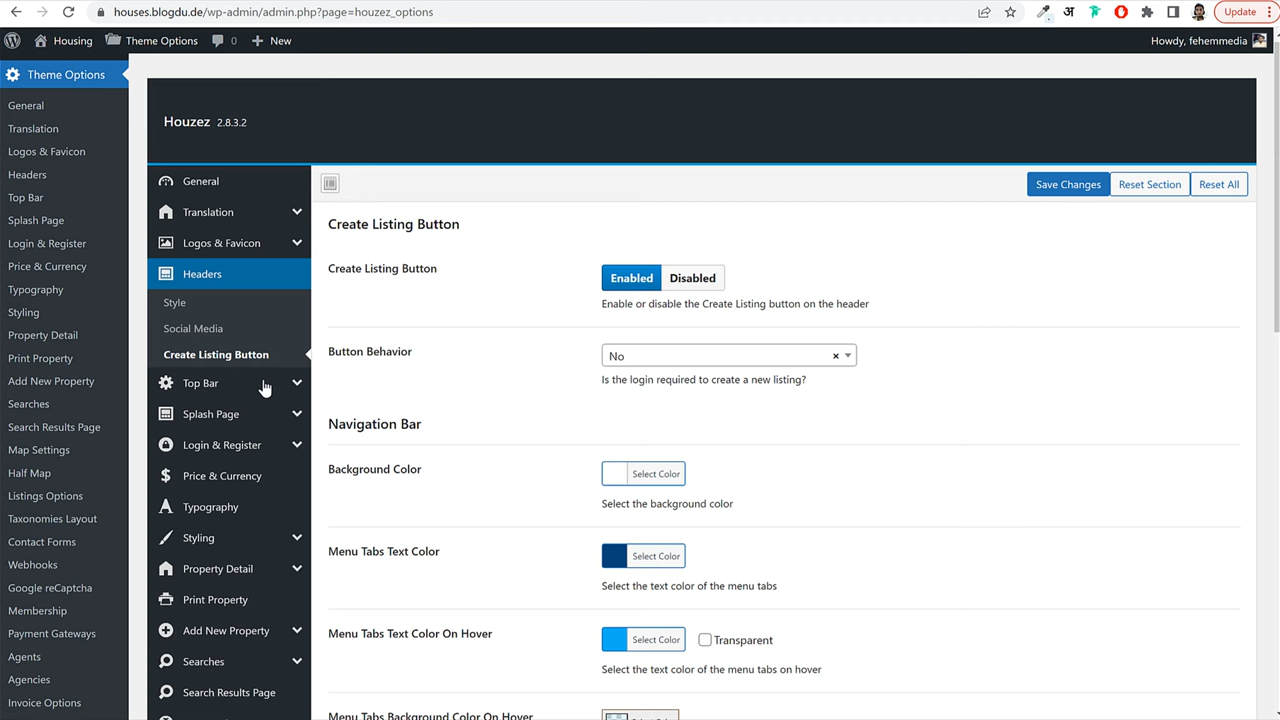 houses.blogdu.de/wp-admin/admin.php?page=houzez_options
अ
Update
Housing
Theme Options
0
New
Howdy, fehemmedia
Theme Options
General
Translation
Logos & Favicon
Headers
Top Bar
Splash Page
Login & Register
Price & Currency
Typography
Styling
Property Detail
Print Property
Add New Property
Searches
Search Results Page
Map Settings
Half Map
Listings Options
Taxonomies Layout
Contact Forms
Webhooks
Google reCaptcha
Membership
Payment Gateways
Agents
Agencies
Invoice Options
Houzez 2.8.3.2
General
Translation
Logos & Favicon
Headers
Style
Social Media
Create Listing Button
Top Bar
Splash Page
Login & Register
Price & Currency
Typography
Styling
Property Detail
Print Property
Add New Property
Searches
Search Results Page
Save Changes
Reset Section
Reset All
Create Listing Button
Create Listing Button
Enabled
Disabled
Enable or disable the Create Listing button on the header
Button Behavior
No
Is the login required to create a new listing?
Navigation Bar
Background Color
Select Color
Select the background color
Menu Tabs Text Color
Select Color
Select the text color of the menu tabs
Menu Tabs Text Color On Hover
Select Color
Transparent
Select the text color of the menu tabs on hover
Menu Tabs Background Color On Hover